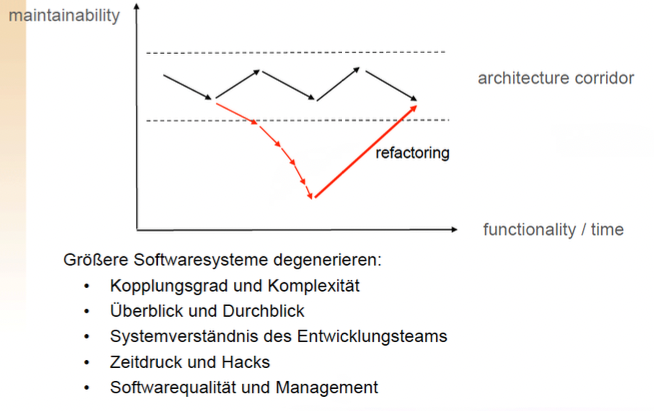 maintainability
architecture corridor
refactoring
functionality / time
Größere Softwaresysteme degenerieren:
• Kopplungsgrad und Komplexität
• Überblick und Durchblick
• Systemverständnis des Entwicklungsteams
• Zeitdruck und Hacks
• Softwarequalität und Management